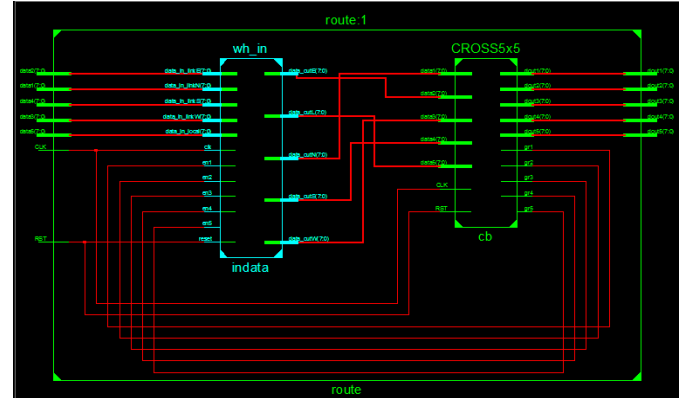 route:1
wh_in
CROSS5x5
data2(7:0)
data_in_linkE(7:0)
data_outE(7:0)
data1(7:0)
dout1(7:0)
dout1(7:0)
data1(7:0)
data_in_linkN(7:0)
data2(7:0)
dout2(7:0)
dout2(7:0)
data4(7:0)
data_in_linkS(7:0)
data_outL(7:0)
data3(7:0)
dout3(7:0)
dout3(7:0)
data3(7:0)
data_in_linkW(7:0)
dout4(7:0)
dout4(7:0)
data5(7:0)
data_in_local(7:0)
data4(7:0)
dout5(7:0)
dout5(7:0)
CLK
clk
data_outN(7:0)
data5(7:0)
gr1
en1
gr2
en2
CLK
gr3
en3
data_outS(7:0)
gr4
en4
RST
gr5
en5
RST
reset
data_outW(7:0)
cb
indata
route